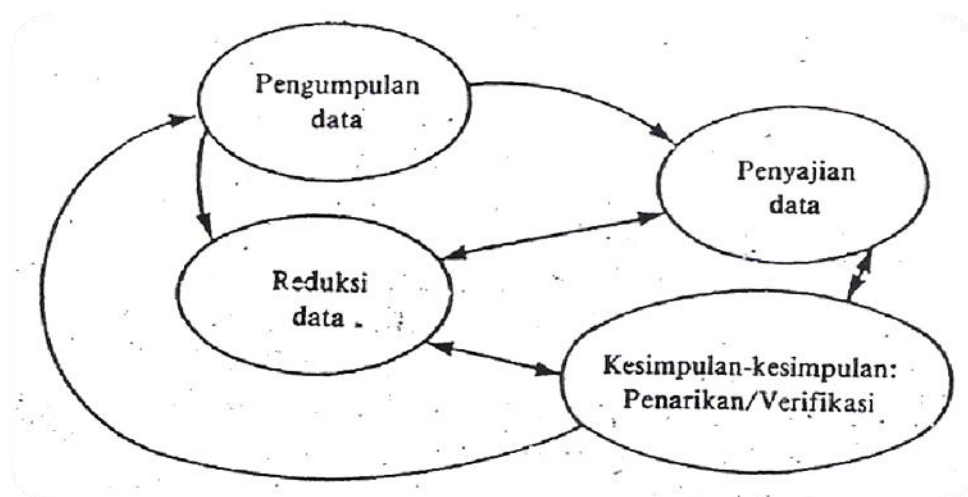 Pengumpulan
data
Penyajian
data
Reduksi
data
Kesimpulan-kesimpulan:
Penarikan/Verifikasi